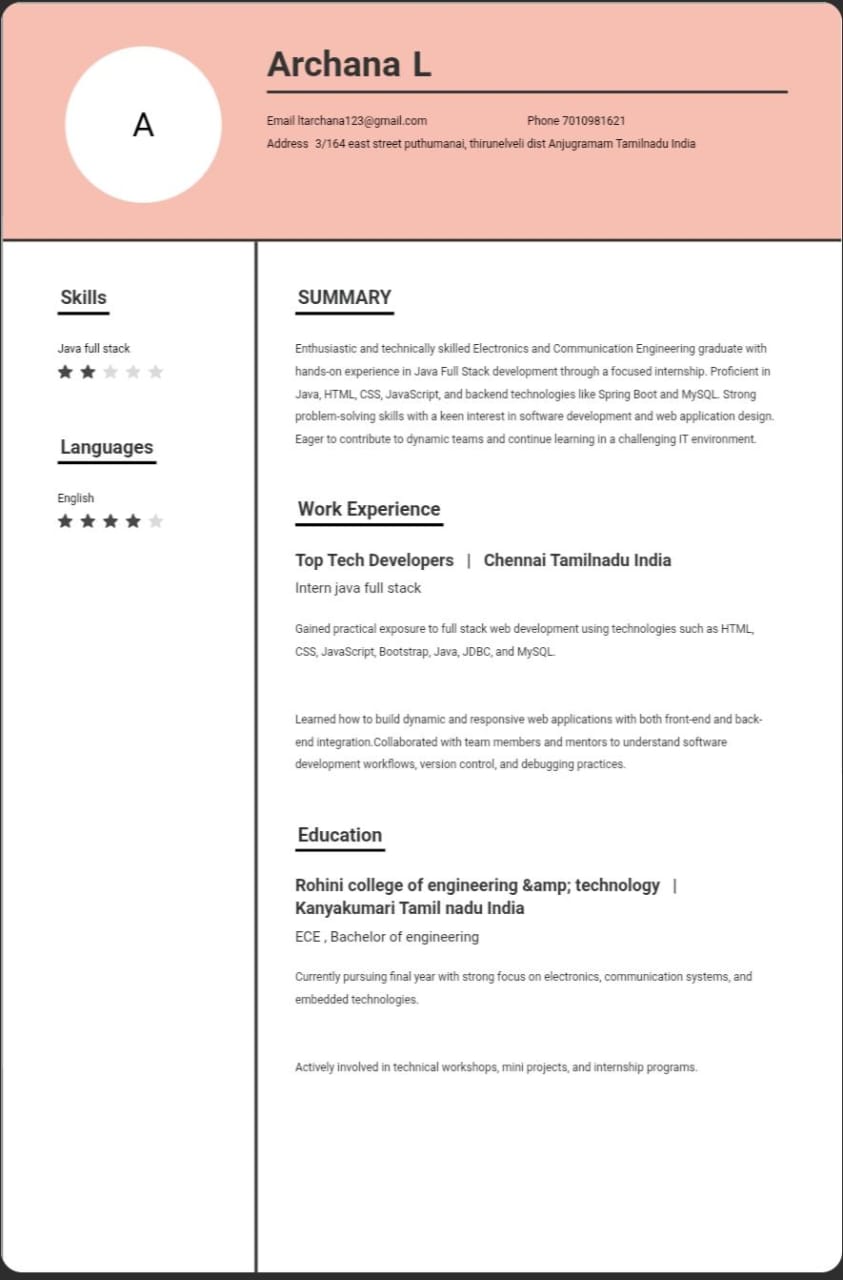 A
Archana L
Email ltarchana123@gmail.com Phone 7010981621
Address 3/164 east street puthumanai, thirunelveli dist Anjugramam Tamilnadu India
Skills
Java full stack
Languages
English
SUMMARY
Enthusiastic and technically skilled Electronics and Communication Engineering graduate with
hands-on experience in Java Full Stack development through a focused internship. Proficient in
Java, HTML, CSS, JavaScript, and backend technologies like Spring Boot and MySQL. Strong
problem-solving skills with a keen interest in software development and web application design.
Eager to contribute to dynamic teams and continue learning in a challenging IT environment.
Work Experience
Top Tech Developers | Chennai Tamilnadu India
Intern java full stack
Gained practical exposure to full stack web development using technologies such as HTML,
CSS, JavaScript, Bootstrap, Java, JDBC, and MySQL.
Learned how to build dynamic and responsive web applications with both front-end and back-
end integration.Collaborated with team members and mentors to understand software
development workflows, version control, and debugging practices.
Education
Rohini college of engineering &amp;amp; technology |
Kanyakumari Tamil nadu India
ECE , Bachelor of engineering
Currently pursuing final year with strong focus on electronics, communication systems, and
embedded technologies.
Actively involved in technical workshops, mini projects, and internship programs.